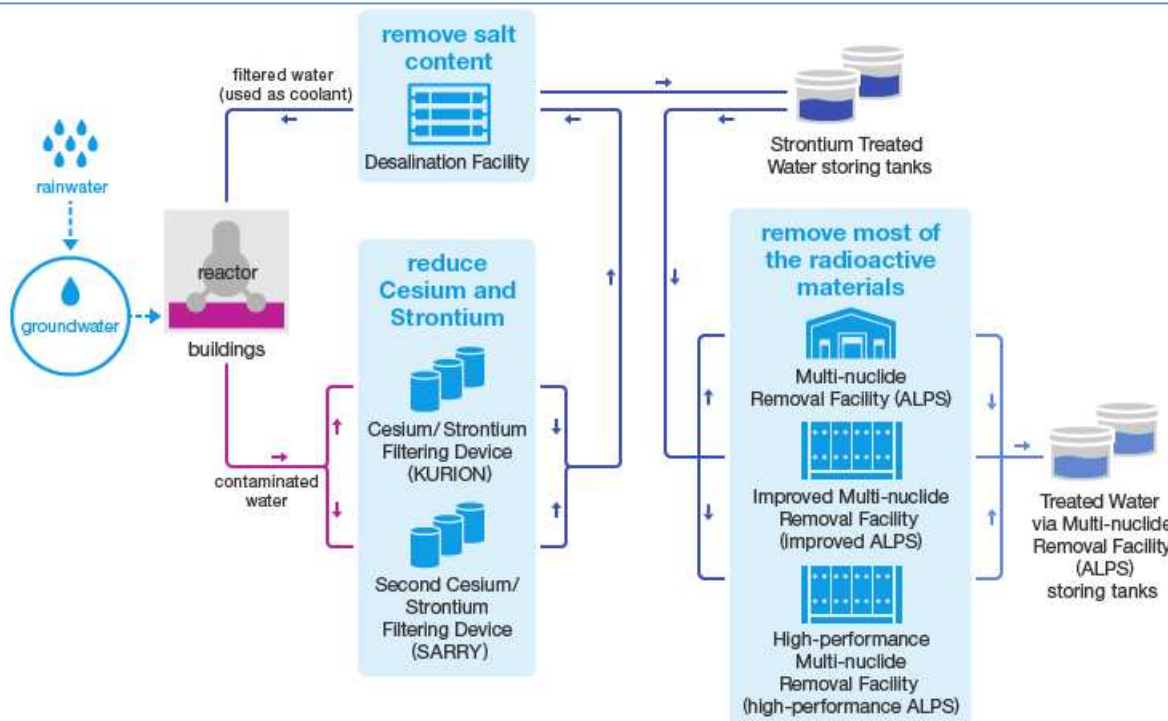 remove salt
content
Desalination Facility
filtered water
(used as coolant)
rainwater
groundwater
reactor
buildings
contaminated
water
reduce
Cesium and
Strontium
Cesium/ Strontium
Filtering Device
(KURION)
Second Cesium/
Strontium
Filtering Device
(SARRY)
Strontium Treated
Water storing tanks
remove most of
the radioactive
materials
Multi-nuclide
Removal Facility (ALPS)
Improved Multi-nuclide
Removal Facility
(Improved ALPS)
High-performance
Multi-nuclide
Removal Facility
(high-performance ALPS)
Treated Water
via Multi-nuclide
Removal Facility
(ALPS)
storing tanks